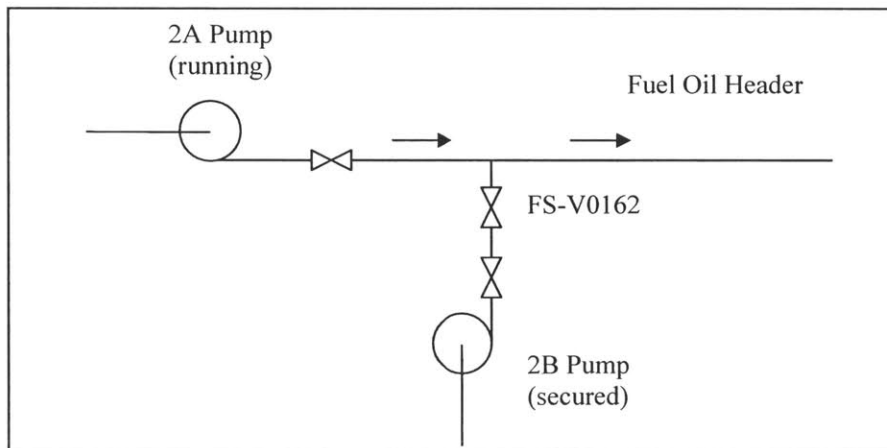 2A Pump
(running)
Fuel Oil Header
FS-V0162
2B Pump
(secured)